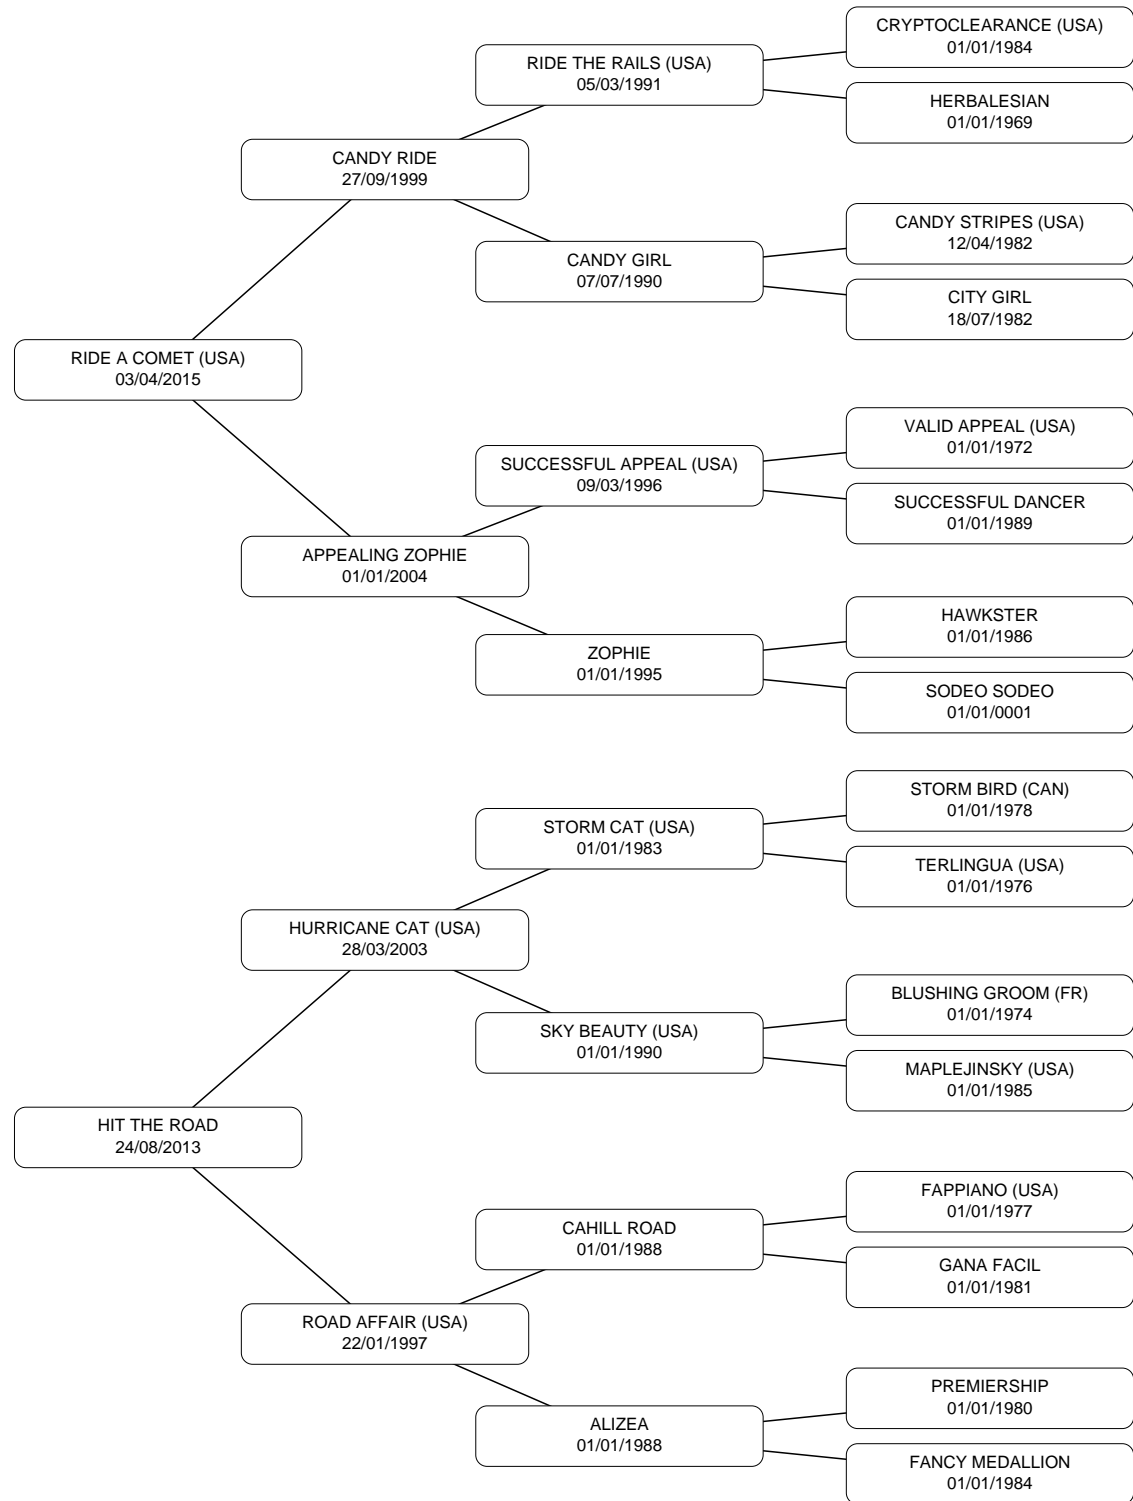 CRYPTOCLEARANCE (USA)
01/01/1984
RIDE THE RAILS (USA)
05/03/1991
HERBALESIAN
01/01/1969
CANDY RIDE
27/09/1999
CANDY STRIPES (USA)
12/04/1982
CANDY GIRL
07/07/1990
CITY GIRL
18/07/1982
RIDE A COMET (USA)
03/04/2015
VALID APPEAL (USA)
01/01/1972
SUCCESSFUL APPEAL (USA)
09/03/1996
SUCCESSFUL DANCER
01/01/1989
APPEALING ZOPHIE
01/01/2004
HAWKSTER
01/01/1986
ZOPHIE
01/01/1995
SODEO SODEO
01/01/0001
STORM BIRD (CAN)
01/01/1978
STORM CAT (USA)
01/01/1983
TERLINGUA (USA)
01/01/1976
HURRICANE CAT (USA)
28/03/2003
BLUSHING GROOM (FR)
01/01/1974
SKY BEAUTY (USA)
01/01/1990
MAPLEJINSKY (USA)
01/01/1985
HIT THE ROAD
24/08/2013
FAPPIANO (USA)
01/01/1977
CAHILL ROAD
01/01/1988
GANA FACIL
01/01/1981
ROAD AFFAIR (USA)
22/01/1997
PREMIERSHIP
01/01/1980
ALIZEA
01/01/1988
FANCY MEDALLION
01/01/1984